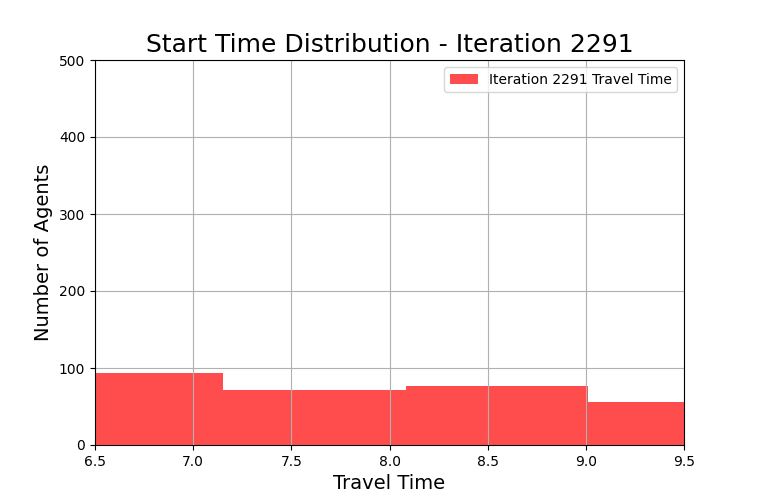 Start Time Distribution - Iteration 2291
Iteration 2291 Travel Time
Number of Agents
500
400
300
200
100
0
6.5 7.0 7.5 8.0 8.5 9.0 9.5
Travel Time